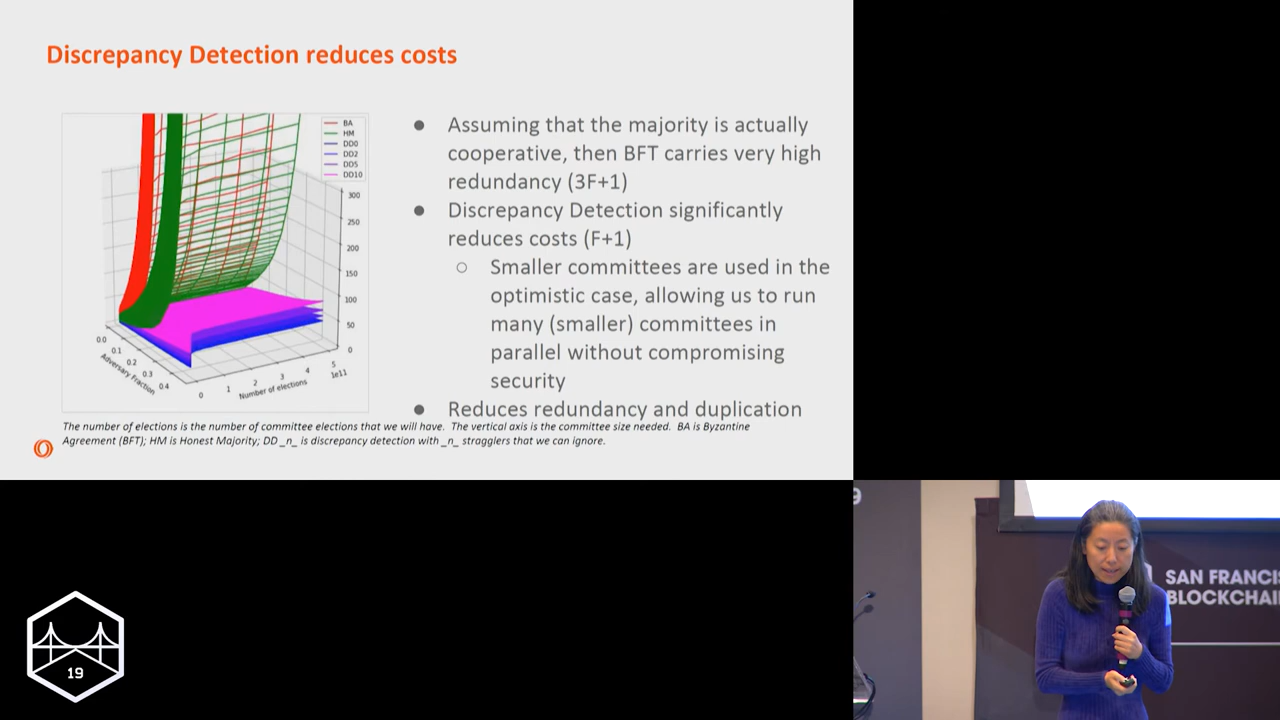 Discrepancy Detection reduces costs
BA
HM
DD0
DD2
DD5
DD10
300
250
200
150
100
50
0
0.0
0.1
0.2
0.3
0.4
Adversary Fraction
0
1
2
3
4
5
1e11
Number of elections
● Assuming that the majority is actually
cooperative, then BFT carries very high
redundancy (3F+1)
● Discrepancy Detection significantly
reduces costs (F+1)
○ Smaller committees are used in the
optimistic case, allowing us to run
many (smaller) committees in
parallel without compromising
security
● Reduces redundancy and duplication
The number of elections is the number of committee elections that we will have. The vertical axis is the committee size needed. BA is Byzantine
Agreement (BFT); HM is Honest Majority; DD _n_ is discrepancy detection with _n_ stragglers that we can ignore.
9
SAN FRANCIS
BLOCKCHAI
19